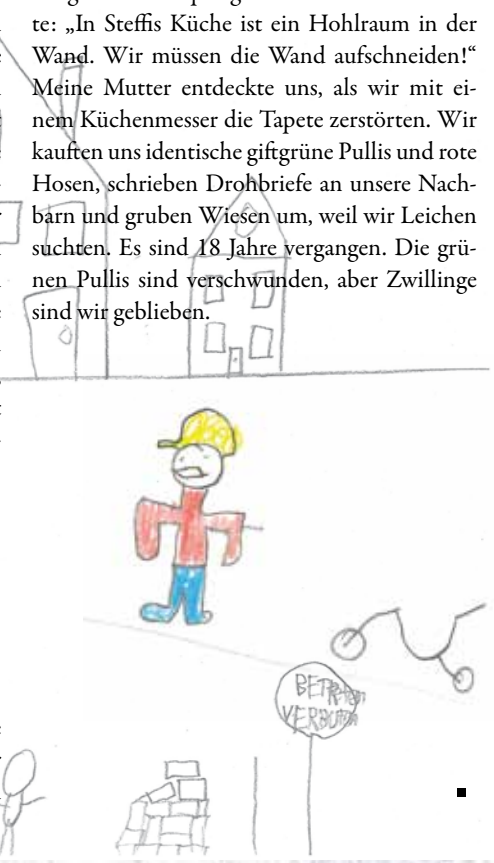 te: „In Steffis Küche ist ein Hohlraum in der
Wand. Wir müssen die Wand aufschneiden!“
Meine Mutter entdeckte uns, als wir mit ei-
nem Küchenmesser die Tapete zerstörten. Wir
kauften uns identische giftgrüne Pullis und rote
Hosen, schrieben Drohbriefe an unsere Nach-
barn und gruben Wiesen um, weil wir Leichen
suchten. Es sind 18 Jahre vergangen. Die grü-
nen Pullis sind verschwunden, aber Zwillinge
sind wir geblieben.
BETReten